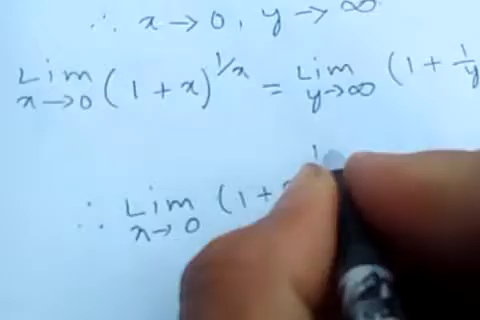 ∴ x → 0, y → ∞
Lim x→0 (1 + x)^1/x = Lim y→∞ (1 + 1/y
∴ Lim x→0 (1+